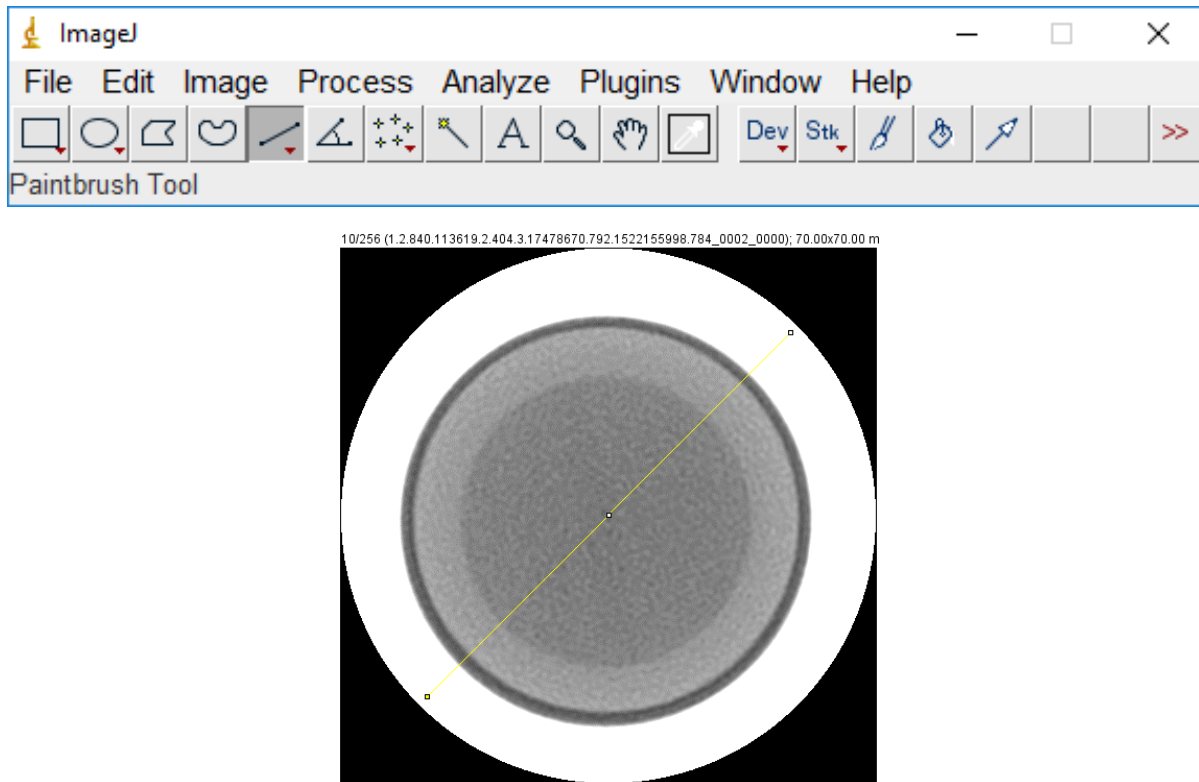 ImageJ
File Edit Image Process Analyze Plugins Window Help
A Dev Stk >>
Paintbrush Tool
10/256 (1.2.840.113619.2.404.3.17478670.792.1522155998.784_0002_0000); 70.00x70.00 m